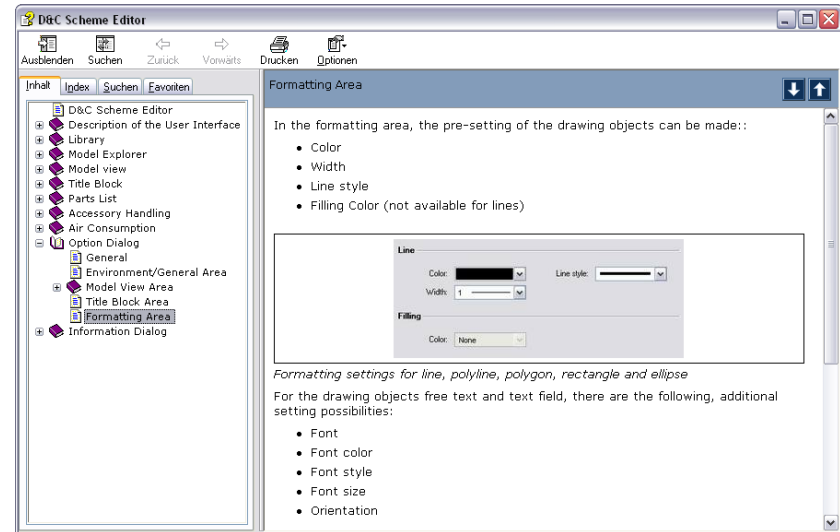 D&C Scheme Editor
Ausblenden Suchen Zurück Vorwärts Drucken Optionen
Inhalt Index Suchen Favoriten
D&C Scheme Editor
Description of the User Interface
Library
Model Explorer
Model view
Title Block
Parts List
Accessory Handling
Air Consumption
Option Dialog
General
Environment/General Area
Model View Area
Title Block Area
Formatting Area
Information Dialog
Formatting Area
In the formatting area, the pre-setting of the drawing objects can be made::
• Color
• Width
• Line style
• Filling Color (not available for lines)
Line
Color: Line style:
Width: 1
Filling
Color: None
Formatting settings for line, polyline, polygon, rectangle and ellipse
For the drawing objects free text and text field, there are the following, additional
setting possibilities:
• Font
• Font color
• Font style
• Font size
• Orientation